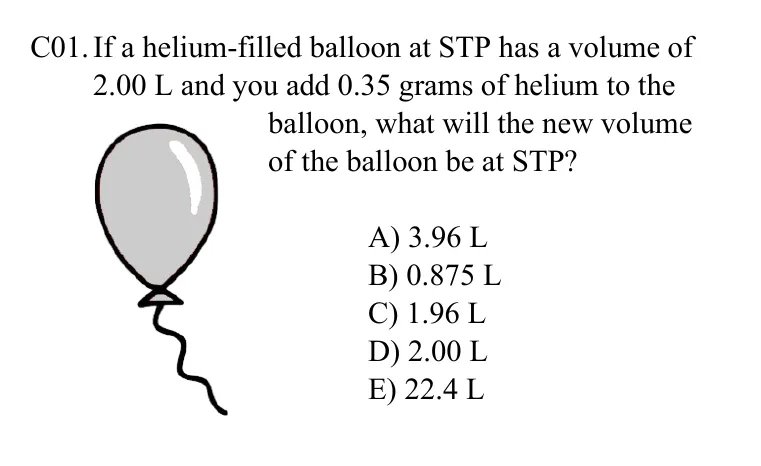 C01. If a helium-filled balloon at STP has a volume of
2.00 L and you add 0.35 grams of helium to the
balloon, what will the new volume
of the balloon be at STP?
A) 3.96 L
B) 0.875 L
C) 1.96 L
D) 2.00 L
E) 22.4 L